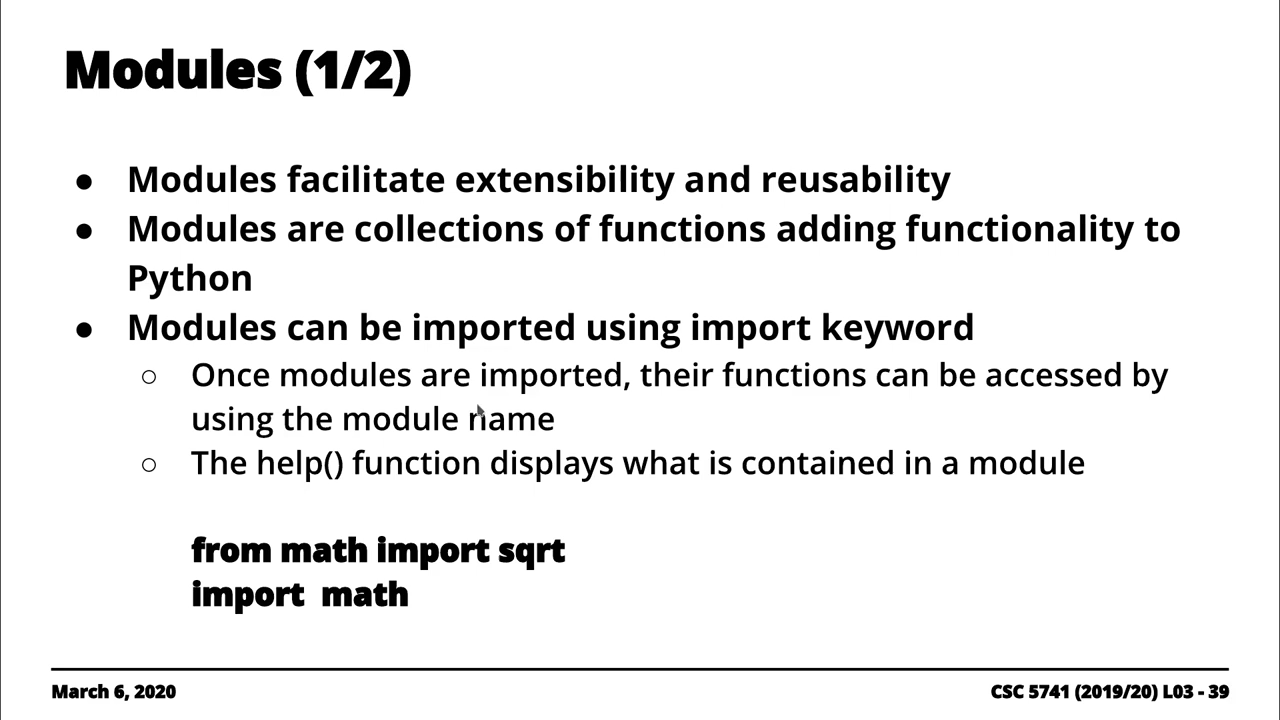 Modules (1/2)
● Modules facilitate extensibility and reusability
● Modules are collections of functions adding functionality to
Python
● Modules can be imported using import keyword
○ Once modules are imported, their functions can be accessed by
using the module name
○ The help() function displays what is contained in a module
from math import sqrt
import  math
March 6, 2020
CSC 5741 (2019/20) L03 - 39